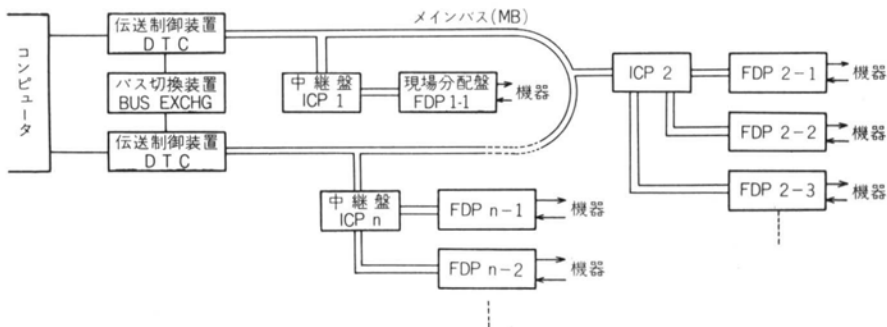 コンピュータ
伝送制御装置
DTC
バス切換装置
BUS EXCHG
伝送制御装置
DTC
メインバス(MB)
中継盤
ICP 1
現場分配盤
FDP 1-1
機器
ICP 2
FDP 2-1
機器
FDP 2-2
機器
FDP 2-3
機器
中継盤
ICP n
FDP n-1
機器
FDP n-2
機器